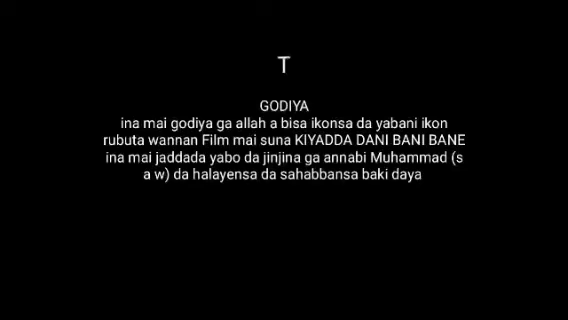 T
GODIYA
ina mai godiya ga allah a bisa ikonsa da yabani ikon
rubuta wannan Film mai suna KIYADDA DANI BANI BANE
ina mai jaddada yabo da jinjina ga annabi Muhammad (s
a w) da halayensa da sahabbansa baki daya